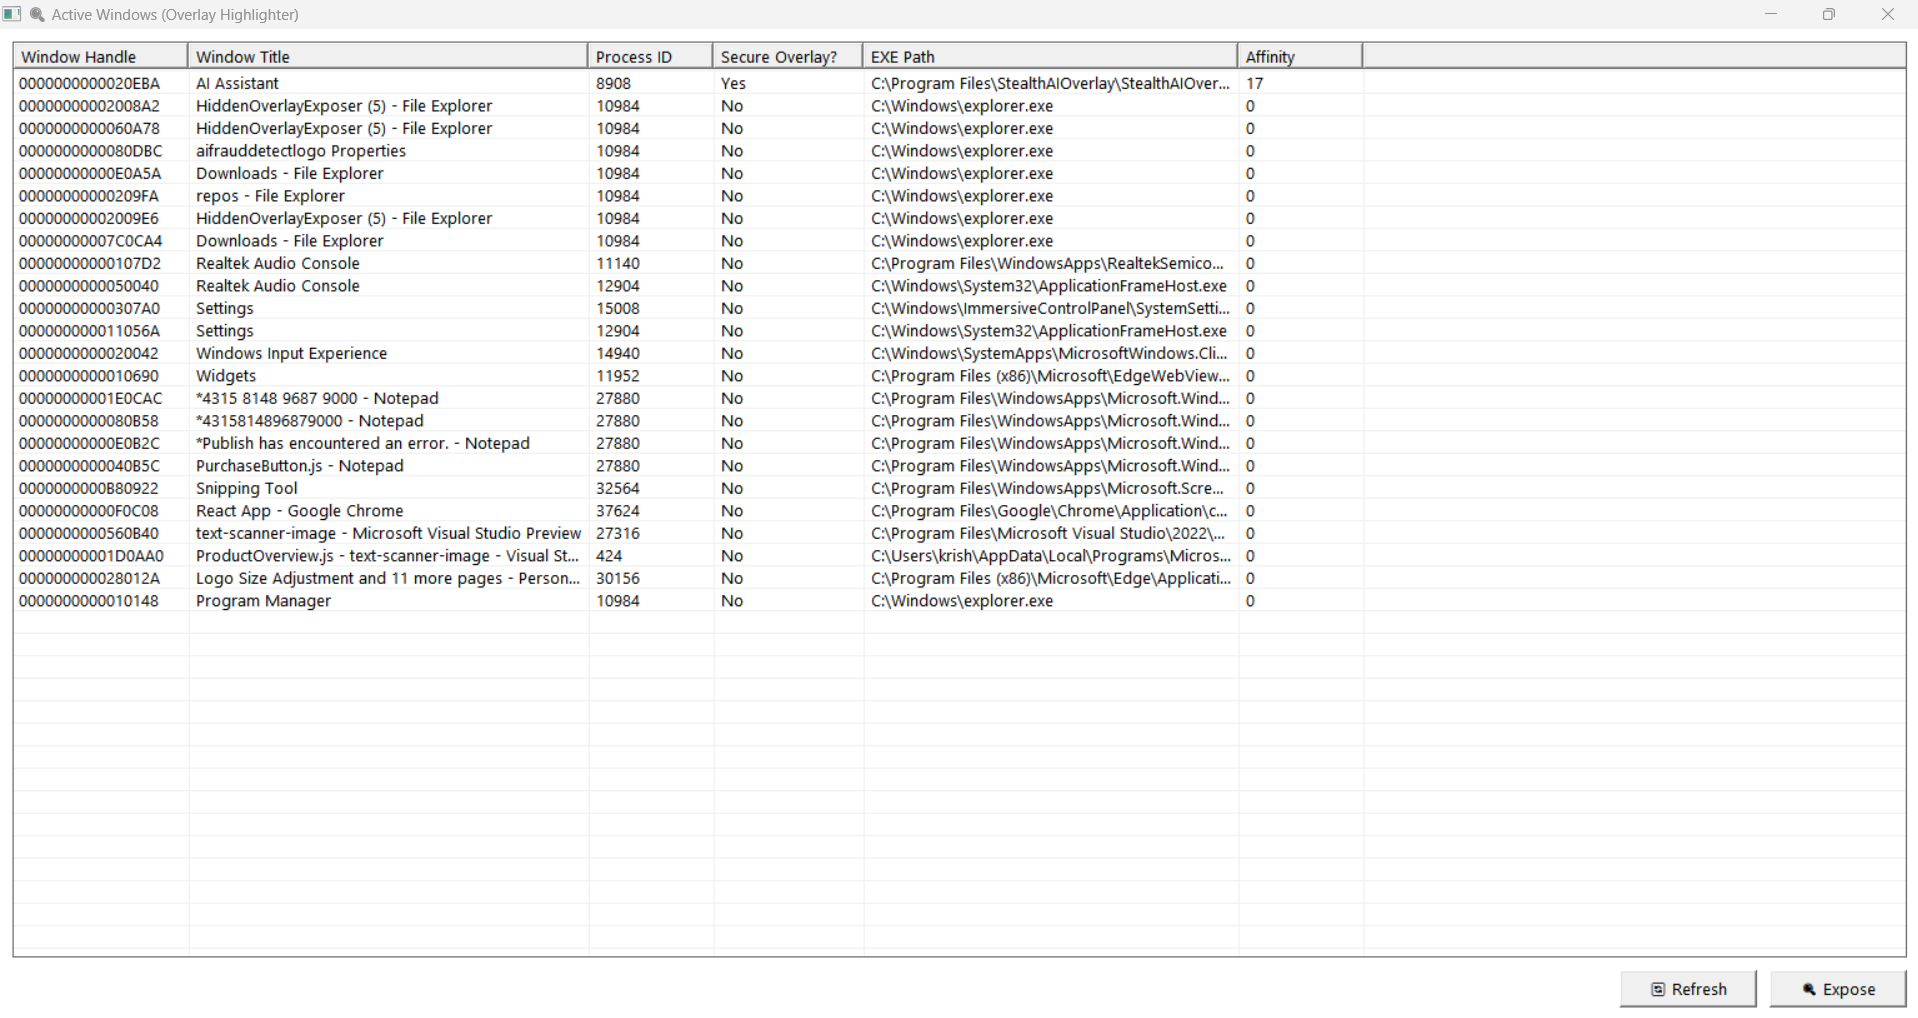 Active Windows (Overlay Highlighter)
Window Handle Window Title Process ID Secure Overlay? EXE Path Affinity
0000000000020EBA AI Assistant 8908 Yes C:\Program Files\StealthAIOverlay\StealthAIOver... 17
00000000002008A2 HiddenOverlayExposer (5) - File Explorer 10984 No C:\Windows\explorer.exe 0
0000000000060A78 HiddenOverlayExposer (5) - File Explorer 10984 No C:\Windows\explorer.exe 0
0000000000080DBC aifrauddetectlogo Properties 10984 No C:\Windows\explorer.exe 0
00000000000E0A5A Downloads - File Explorer 10984 No C:\Windows\explorer.exe 0
00000000000209FA repos - File Explorer 10984 No C:\Windows\explorer.exe 0
00000000002009E6 HiddenOverlayExposer (5) - File Explorer 10984 No C:\Windows\explorer.exe 0
00000000007C0CA4 Downloads - File Explorer 10984 No C:\Windows\explorer.exe 0
00000000000107D2 Realtek Audio Console 11140 No C:\Program Files\WindowsApps\RealtekSemico... 0
0000000000050040 Realtek Audio Console 12904 No C:\Windows\System32\ApplicationFrameHost.exe 0
00000000000307A0 Settings 15008 No C:\Windows\ImmersiveControlPanel\SystemSetti... 0
000000000011056A Settings 12904 No C:\Windows\System32\ApplicationFrameHost.exe 0
0000000000020042 Windows Input Experience 14940 No C:\Windows\SystemApps\MicrosoftWindows.Cli... 0
0000000000010690 Widgets 11952 No C:\Program Files (x86)\Microsoft\EdgeWebView... 0
00000000001E0CAC *4315 8148 9687 9000 - Notepad 27880 No C:\Program Files\WindowsApps\Microsoft.Wind... 0
0000000000080B58 *4315814896879000 - Notepad 27880 No C:\Program Files\WindowsApps\Microsoft.Wind... 0
00000000000E0B2C *Publish has encountered an error. - Notepad 27880 No C:\Program Files\WindowsApps\Microsoft.Wind... 0
0000000000040B5C PurchaseButton.js - Notepad 27880 No C:\Program Files\WindowsApps\Microsoft.Wind... 0
0000000000B80922 Snipping Tool 32564 No C:\Program Files\WindowsApps\Microsoft.Scre... 0
00000000000F0C08 React App - Google Chrome 37624 No C:\Program Files\Google\Chrome\Application\c... 0
0000000000560B40 text-scanner-image - Microsoft Visual Studio Preview 27316 No C:\Program Files\Microsoft Visual Studio\2022\... 0
00000000001D0AA0 ProductOverview.js - text-scanner-image - Visual St... 424 No C:\Users\krish\AppData\Local\Programs\Micros... 0
000000000028012A Logo Size Adjustment and 11 more pages - Person... 30156 No C:\Program Files (x86)\Microsoft\Edge\Applicati... 0
0000000000010148 Program Manager 10984 No C:\Windows\explorer.exe 0
Refresh Expose